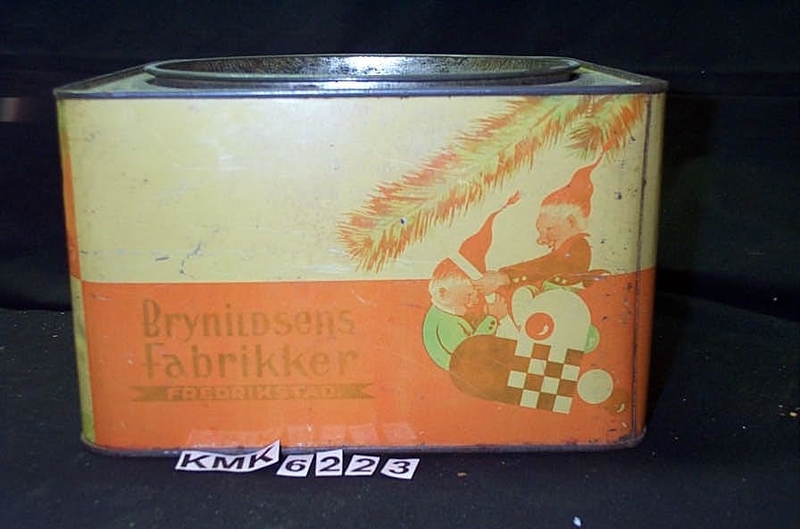 Brynildsens
Fabrikker
FREDRIKSTAD
KMK 6223